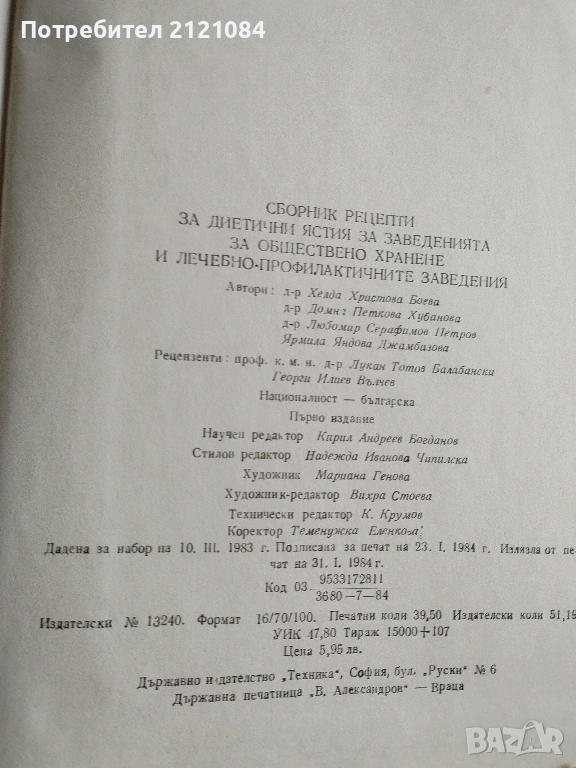 Потребител 2121084
СБОРНИК РЕЦЕПТИ
ЗА ДИЕТИЧНИ ЯСТИЯ ЗА ЗАВЕДЕНИЯТА
ЗА ОБЩЕСТВЕНО ХРАНЕНЕ
И ЛЕЧЕБНО-ПРОФИЛАКТИЧНИТЕ ЗАВЕДЕНИЯ
Автори: д-р Хелда Христова Боева
д-р Домна Петкова Хубанова
д-р Любомир Серафимов Петров
Ярмила Яндова Джамбазова
Рецензенти: проф. к. м. н. д-р Лукан Тотов Балабански
Георги Илиев Вълчев
Националност — българска
Първо издание
Научен редактор Кирил Андреев Богданов
Стилов редактор Надежда Иванова Чипилска
Художник Мариана Генова
Художник-редактор Вихра Стоева
Технически редактор К. Крумов
Коректор Теменужка Еленкова
Дадена за набор на 10. III. 1983 г. Подписана за печат на 23. I. 1984 г. Излязла от пе-
чат на 31. I. 1984 г.
Код 03 9533172811
3680—7—84
Издателски № 13240. Формат 16/70/100. Печатни коли 39,50 Издателски коли 51,19
УИК 47,80 Тираж 15000+107
Цена 5,95 лв.
Държавно издателство „Техника“, София, бул. „Руски“ № 6
Държавна печатница „В. Александров“ — Враца
BAZAR